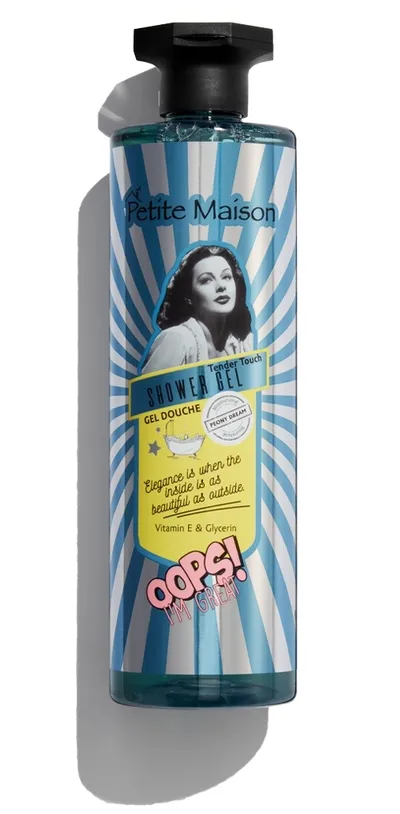 Petite Maison
Tender Touch
SHOWER GEL
GEL DOUCHE
PEONY DREAM
Elegance is when the
inside is as
beautiful as outside.
Vitamin E & Glycerin
OOPS!
I'M GREAT